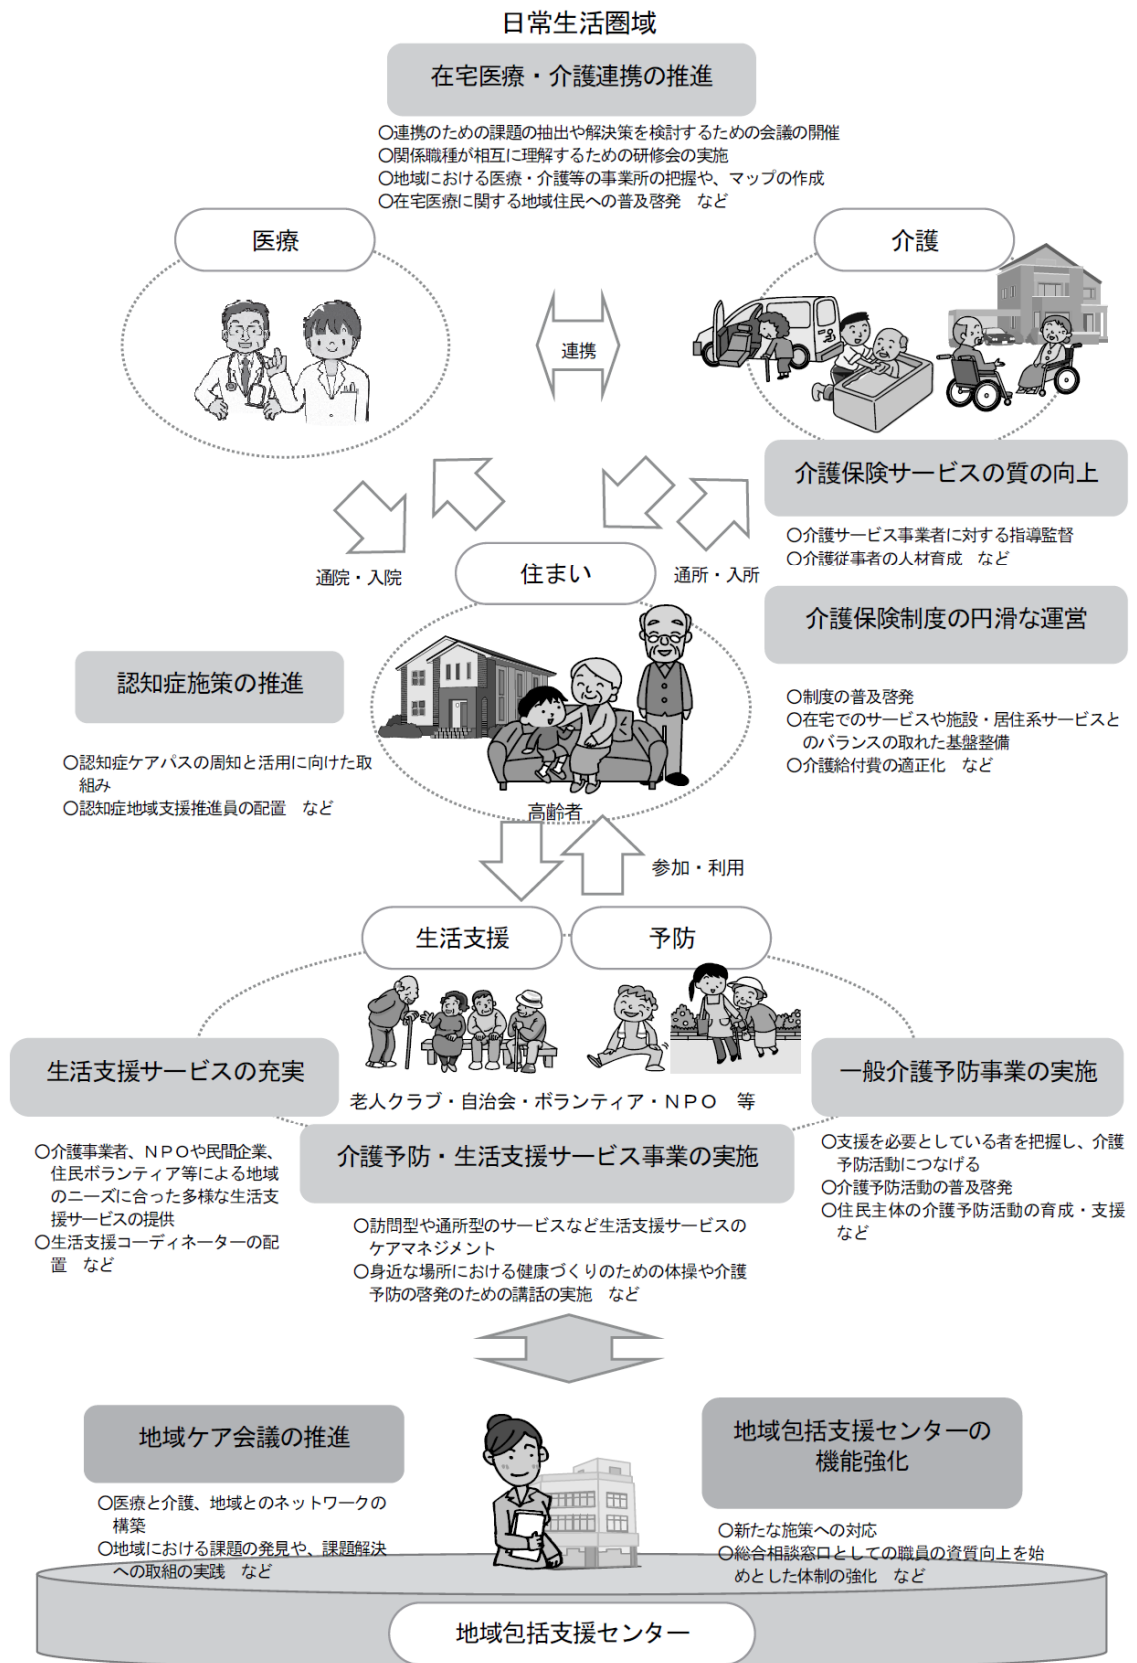 日常生活圏域
在宅医療・介護連携の推進
○連携のための課題の抽出や解決策を検討するための会議の開催
○関係職種が相互に理解するための研修会の実施
○地域における医療・介護等の事業所の把握や、マップの作成
○在宅医療に関する地域住民への普及啓発　など
医療
介護
連携
介護保険サービスの質の向上
○介護サービス事業者に対する指導監督
○介護従事者の人材育成　など
通院・入院
住まい
通所・入所
介護保険制度の円滑な運営
○制度の普及啓発
○在宅でのサービスや施設・居住系サービスと
のバランスの取れた基盤整備
○介護給付費の適正化　など
認知症施策の推進
○認知症ケアパスの周知と活用に向けた取
組み
○認知症地域支援推進員の配置　など
高齢者
参加・利用
生活支援
予防
生活支援サービスの充実
老人クラブ・自治会・ボランティア・ＮＰＯ　等
一般介護予防事業の実施
○介護事業者、ＮＰＯや民間企業、
住民ボランティア等による地域
のニーズに合った多様な生活支
援サービスの提供
○生活支援コーディネーターの配
置　など
介護予防・生活支援サービス事業の実施
○訪問型や通所型のサービスなど生活支援サービスの
ケアマネジメント
○身近な場所における健康づくりのための体操や介護
予防の啓発のための講話の実施　など
○支援を必要としている者を把握し、介護
予防活動につなげる
○介護予防活動の普及啓発
○住民主体の介護予防活動の育成・支援
など
地域ケア会議の推進
○医療と介護、地域とのネットワークの
構築
○地域における課題の発見や、課題解決
への取組の実践　など
地域包括支援センターの
機能強化
○新たな施策への対応
○総合相談窓口としての職員の資質向上を始
めとした体制の強化　など
地域包括支援センター